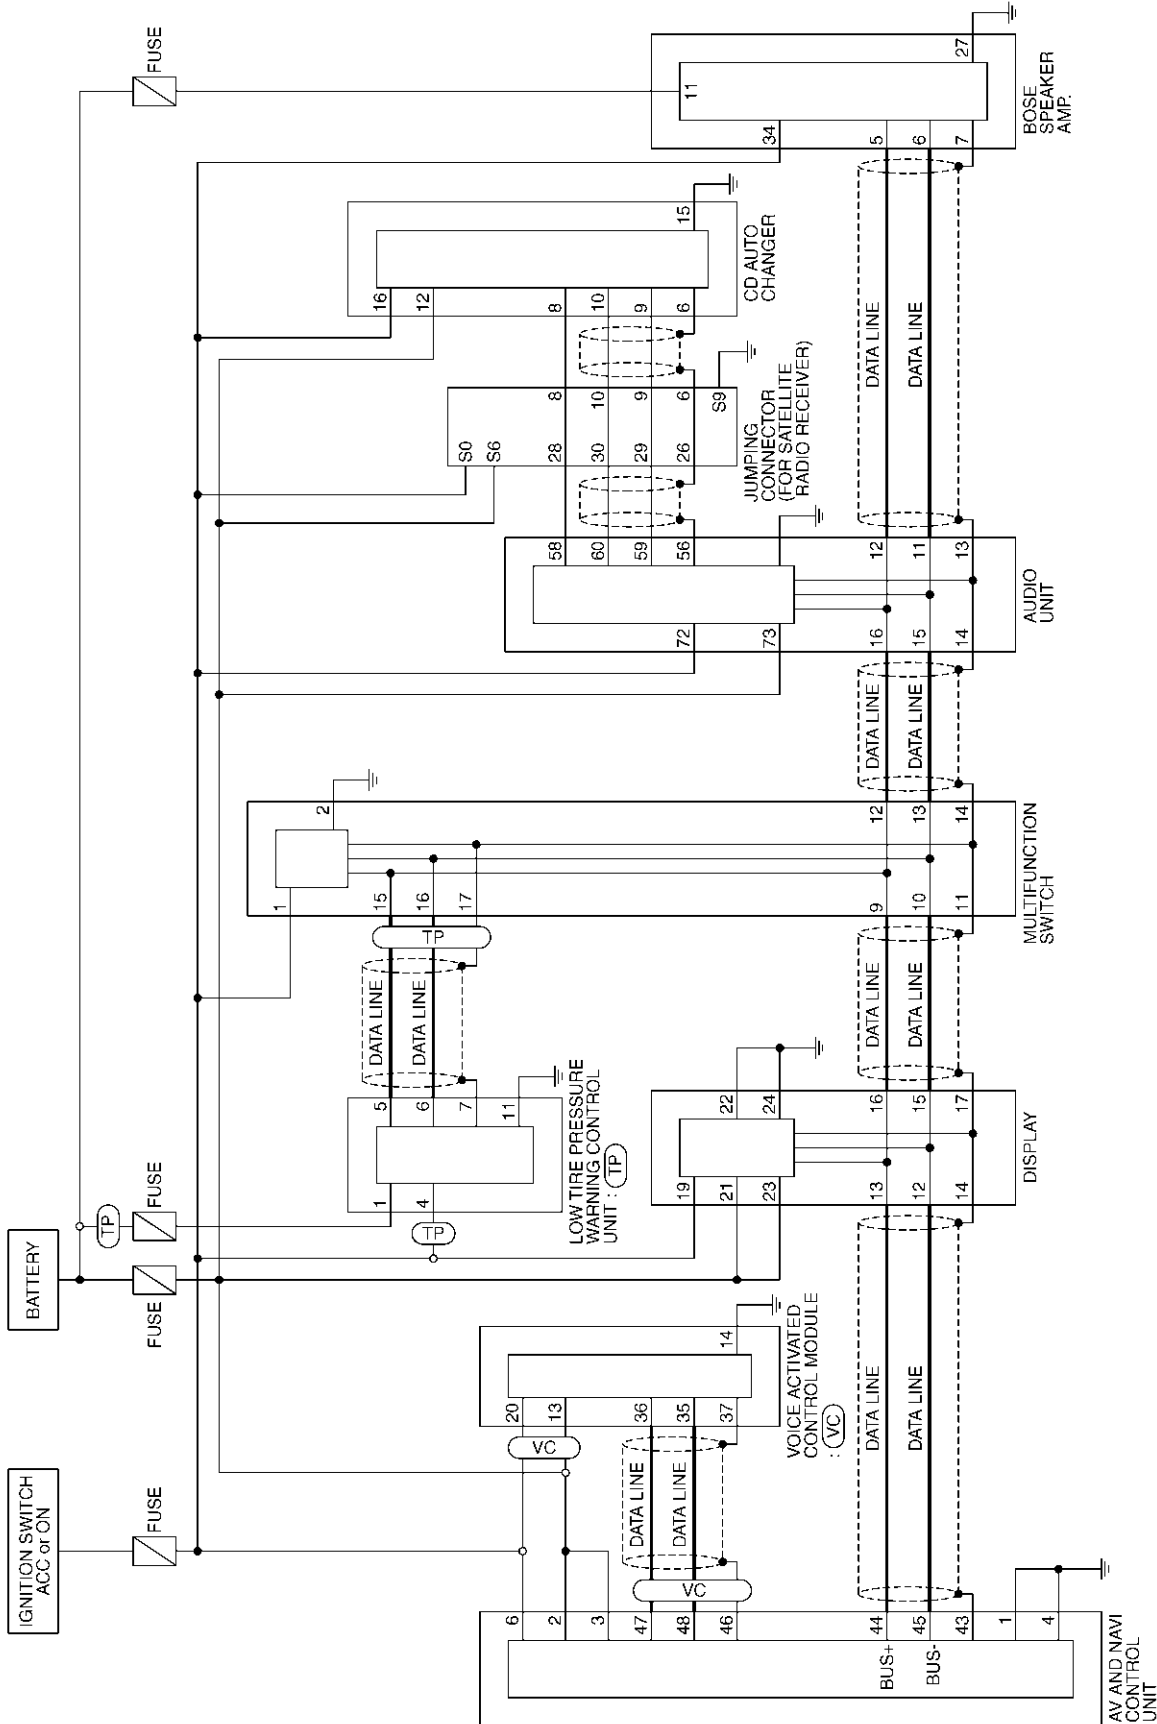 IGNITION SWITCH
ACC or ON
BATTERY
FUSE
FUSE
TP
FUSE
FUSE
6
2
3
47
48
46
44
45
43
1
4
BUS+
BUS-
AV AND NAVI
CONTROL
UNIT
VC
DATA LINE
DATA LINE
VC
20
13
36
35
37
14
VOICE ACTIVATED
CONTROL MODULE
: VC
DATA LINE
DATA LINE
TP
1
4
5
6
7
11
LOW TIRE PRESSURE
WARNING CONTROL
UNIT : TP
DATA LINE
DATA LINE
TP
19
21
23
13
12
14
22
24
16
15
17
DISPLAY
DATA LINE
DATA LINE
1
15
16
17
9
10
11
2
12
13
14
MULTIFUNCTION
SWITCH
DATA LINE
DATA LINE
72
73
16
15
14
58
60
59
56
12
11
13
AUDIO
UNIT
S0
S6
28
30
29
26
8
10
9
6
S9
JUMPING
CONNECTOR
(FOR SATELLITE
RADIO RECEIVER)
16
12
8
10
9
6
15
CD AUTO
CHANGER
DATA LINE
DATA LINE
11
34
5
6
7
27
BOSE
SPEAKER
AMP.